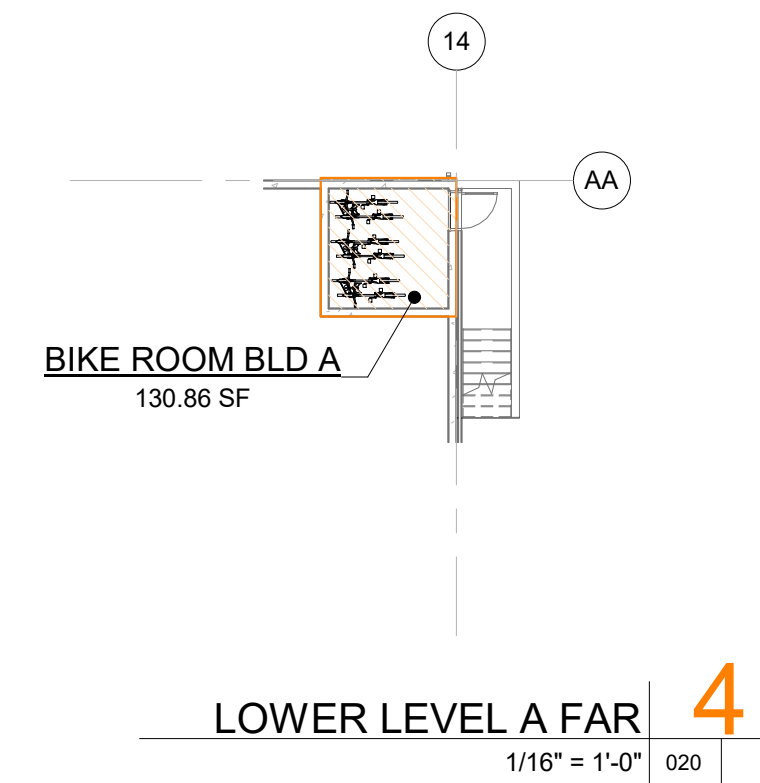 14
AA
BIKE ROOM BLD A
130.86 SF
LOWER LEVEL A FAR
4
1/16" = 1'-0"
020